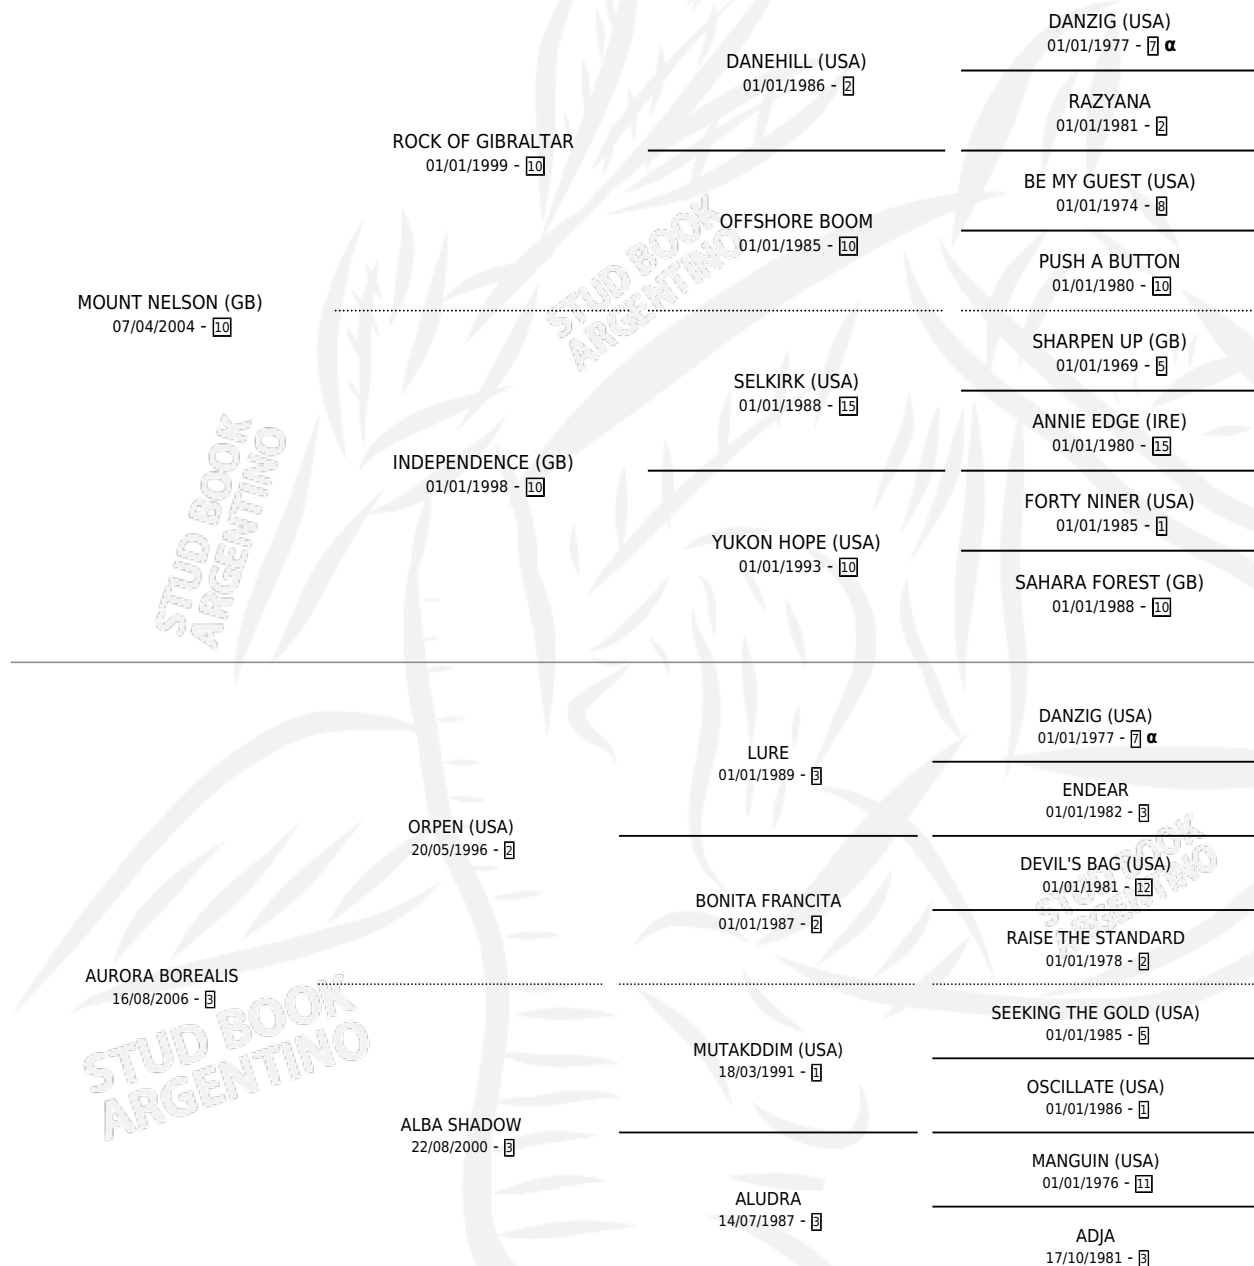 DANZIG (USA)
01/01/1977 - 7 α
DANEHILL (USA)
01/01/1986 - 2
RAZYANA
01/01/1981 - 2
ROCK OF GIBRALTAR
01/01/1999 - 10
BE MY GUEST (USA)
01/01/1974 - 8
OFFSHORE BOOM
01/01/1985 - 10
PUSH A BUTTON
01/01/1980 - 10
MOUNT NELSON (GB)
07/04/2004 - 10
STUD BOOK
ARGENTINO
SHARPEN UP (GB)
01/01/1969 - 5
SELKIRK (USA)
01/01/1988 - 15
ANNIE EDGE (IRE)
01/01/1980 - 15
INDEPENDENCE (GB)
01/01/1998 - 10
FORTY NINER (USA)
01/01/1985 - 1
YUKON HOPE (USA)
01/01/1993 - 10
SAHARA FOREST (GB)
01/01/1988 - 10
STUD BOOK
ARGENTINO
DANZIG (USA)
01/01/1977 - 7 α
LURE
01/01/1989 - 3
ENDEAR
01/01/1982 - 3
ORPEN (USA)
20/05/1996 - 2
DEVIL'S BAG (USA)
01/01/1981 - 12
BONITA FRANCITA
01/01/1987 - 2
RAISE THE STANDARD
01/01/1978 - 2
STUD BOOK
ARGENTINO
AURORA BOREALIS
16/08/2006 - 3
SEEKING THE GOLD (USA)
01/01/1985 - 5
MUTAKDDIM (USA)
18/03/1991 - 1
OSCILLATE (USA)
01/01/1986 - 1
STUD BOOK
ARGENTINO
ALBA SHADOW
22/08/2000 - 3
MANGUIN (USA)
01/01/1976 - 11
ALUDRA
14/07/1987 - 3
ADJA
17/10/1981 - 3